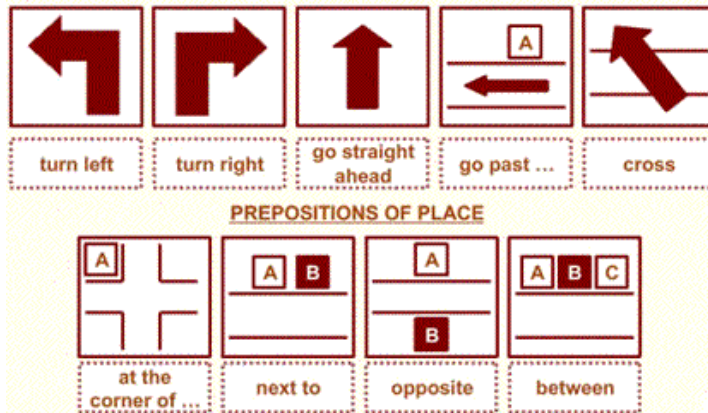 A
turn left
turn right
go straight
ahead
go past ...
cross
PREPOSITIONS OF PLACE
A
A B
A
B
A B C
at the
corner of ...
next to
opposite
between